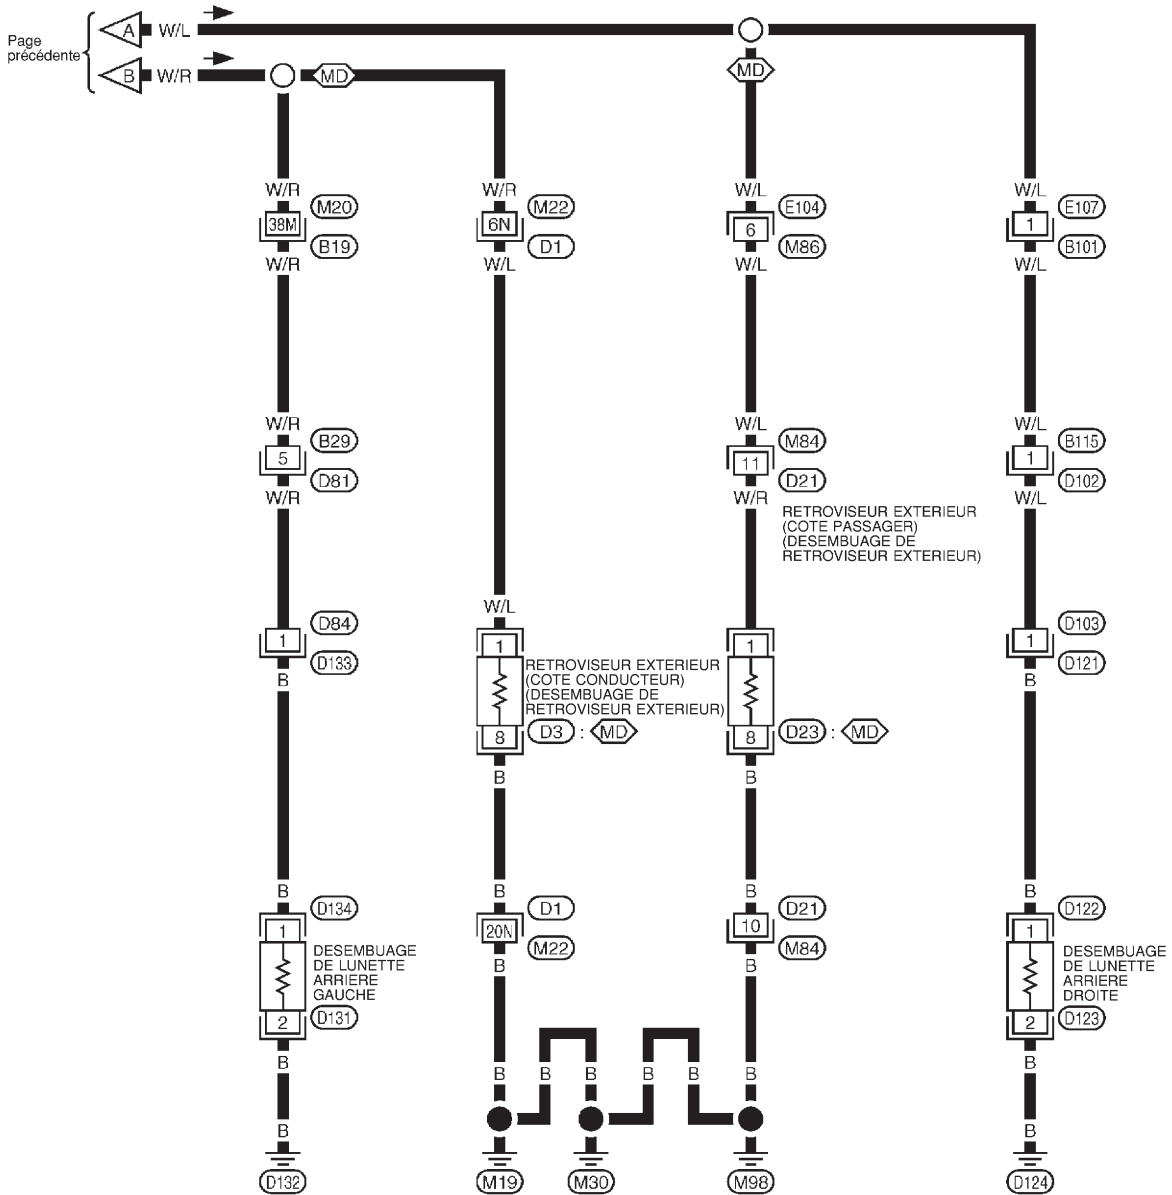 Page
précédente
A W/L
B W/R
MD
MD
W/R
W/R
W/L
W/L
38M M20
B19
6N M22
D1
6 E104
M86
1 E107
B101
W/R
W/L
W/L
W/L
W/R
W/L
W/L
5 B29
D81
11 M84
D21
1 B115
D102
W/R
W/R
W/L
RETROVISEUR EXTERIEUR
(COTE PASSAGER)
(DESEMBUAGE DE
RETROVISEUR EXTERIEUR)
W/L
1 D84
D133
1
1
1 D103
D121
B
B
RETROVISEUR EXTERIEUR
(COTE CONDUCTEUR)
(DESEMBUAGE DE
RETROVISEUR EXTERIEUR)
8 D3 : MD
8 D23 : MD
B
B
B
B
B
B
1 D134
20N D1
M22
10 D21
M84
1 D122
DESEMBUAGE
DE LUNETTE
ARRIERE
GAUCHE
DESEMBUAGE
DE LUNETTE
ARRIERE
DROITE
B
B
2 D131
2 D123
B
B
B B B B B B
B
B
D132
M19
M30
M98
D124